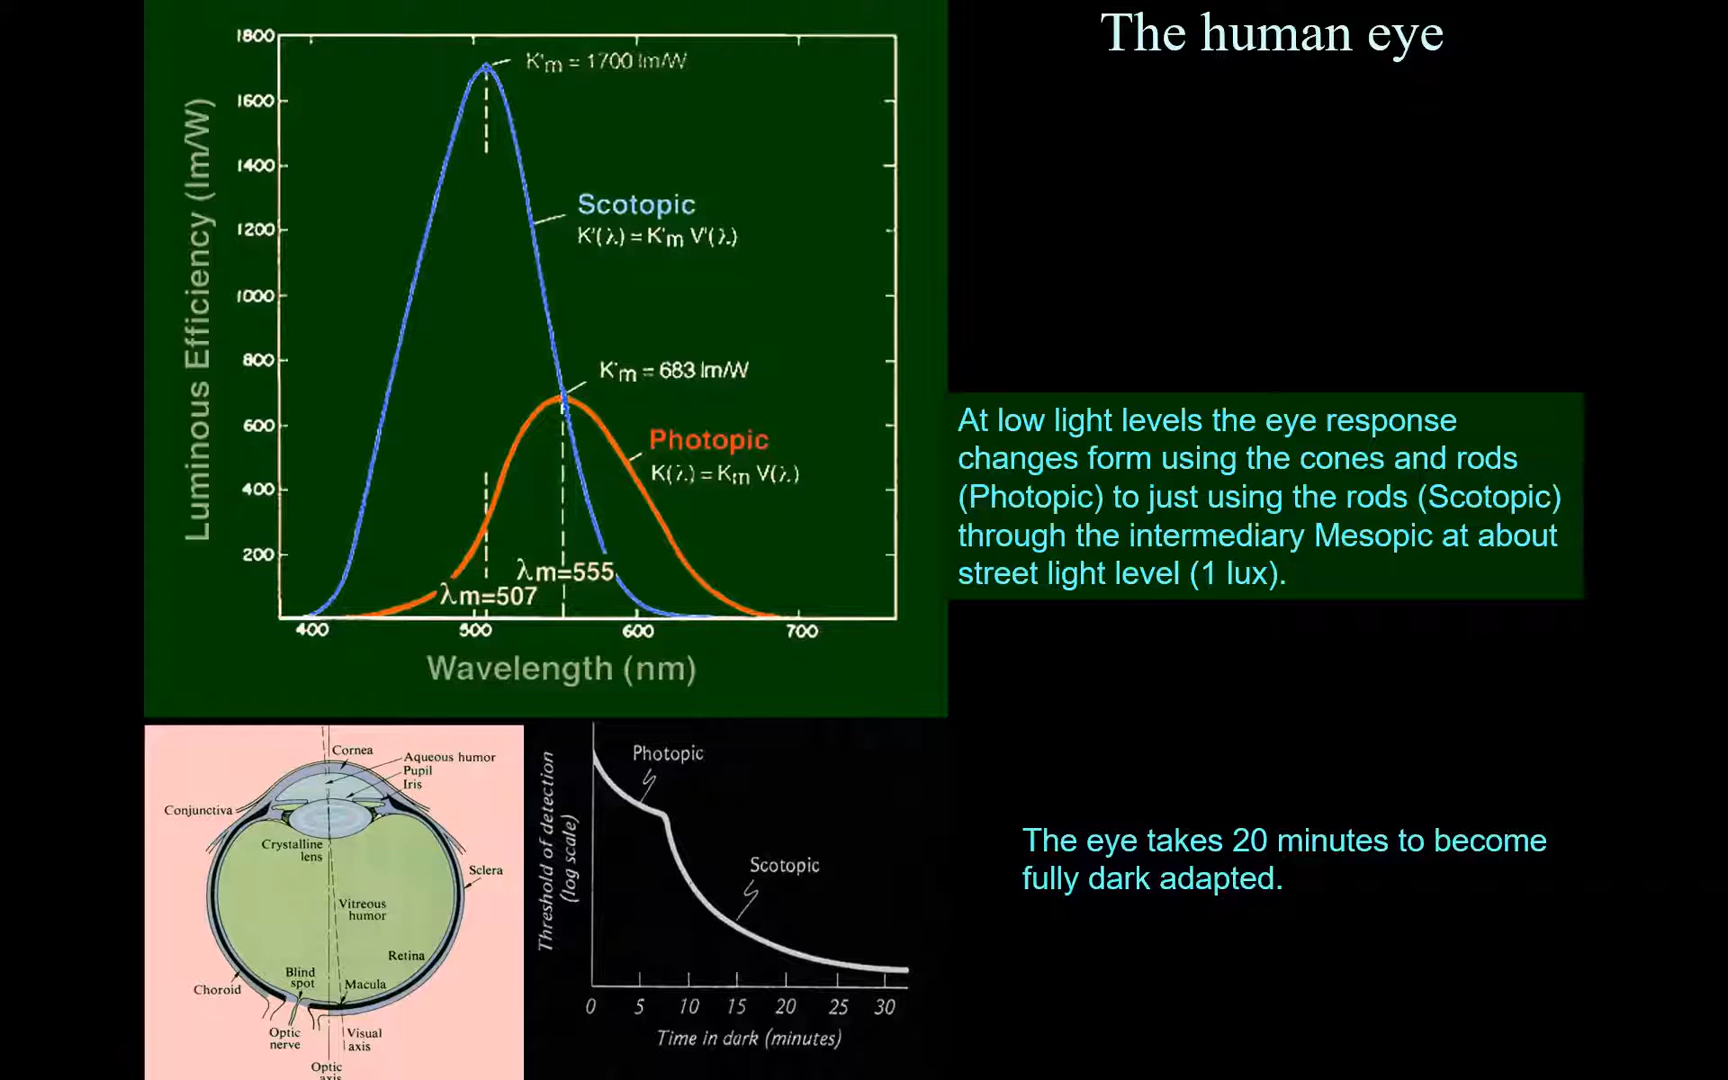 The human eye
1800
1600
1400
1200
1000
800
600
400
200
Luminous Efficiency (lm/W)
K'm = 1700 lm/W
Scotopic
K'(λ) = K'm V'(λ)
K'm = 683 lm/W
Photopic
K(λ) = Km V(λ)
λm=555
λm=507
400 500 600 700
Wavelength (nm)
At low light levels the eye response
changes form using the cones and rods
(Photopic) to just using the rods (Scotopic)
through the intermediary Mesopic at about
street light level (1 lux).
Cornea
Aqueous humor
Pupil
Iris
Conjunctiva
Crystalline
lens
Sclera
Vitreous
humor
Retina
Blind
spot
Choroid
Macula
Optic
nerve
Visual
axis
Optic
axis
Threshold of detection
(log scale)
Photopic
Scotopic
0 5 10 15 20 25 30
Time in dark (minutes)
The eye takes 20 minutes to become
fully dark adapted.